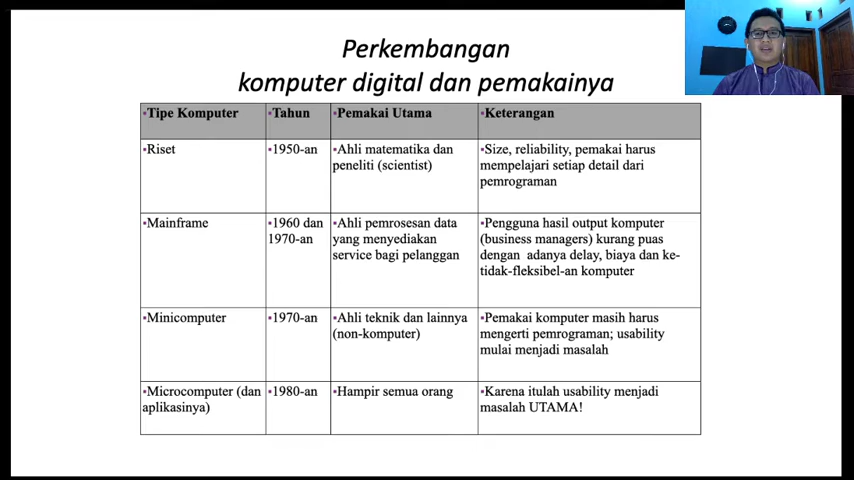 Perkembangan
komputer digital dan pemakainya
▪Tipe Komputer ▪Tahun ▪Pemakai Utama ▪Keterangan
▪Riset ▪1950-an ▪Ahli matematika dan ▪Size, reliability, pemakai harus
peneliti (scientist) mempelajari setiap detail dari
pemrograman
▪Mainframe ▪1960 dan ▪Ahli pemrosesan data ▪Pengguna hasil output komputer
1970-an yang menyediakan (business managers) kurang puas
service bagi pelanggan dengan adanya delay, biaya dan ke-
tidak-fleksibel-an komputer
▪Minicomputer ▪1970-an ▪Ahli teknik dan lainnya ▪Pemakai komputer masih harus
(non-komputer) mengerti pemrograman; usability
mulai menjadi masalah
▪Microcomputer (dan ▪1980-an ▪Hampir semua orang ▪Karena itulah usability menjadi
aplikasinya) masalah UTAMA!